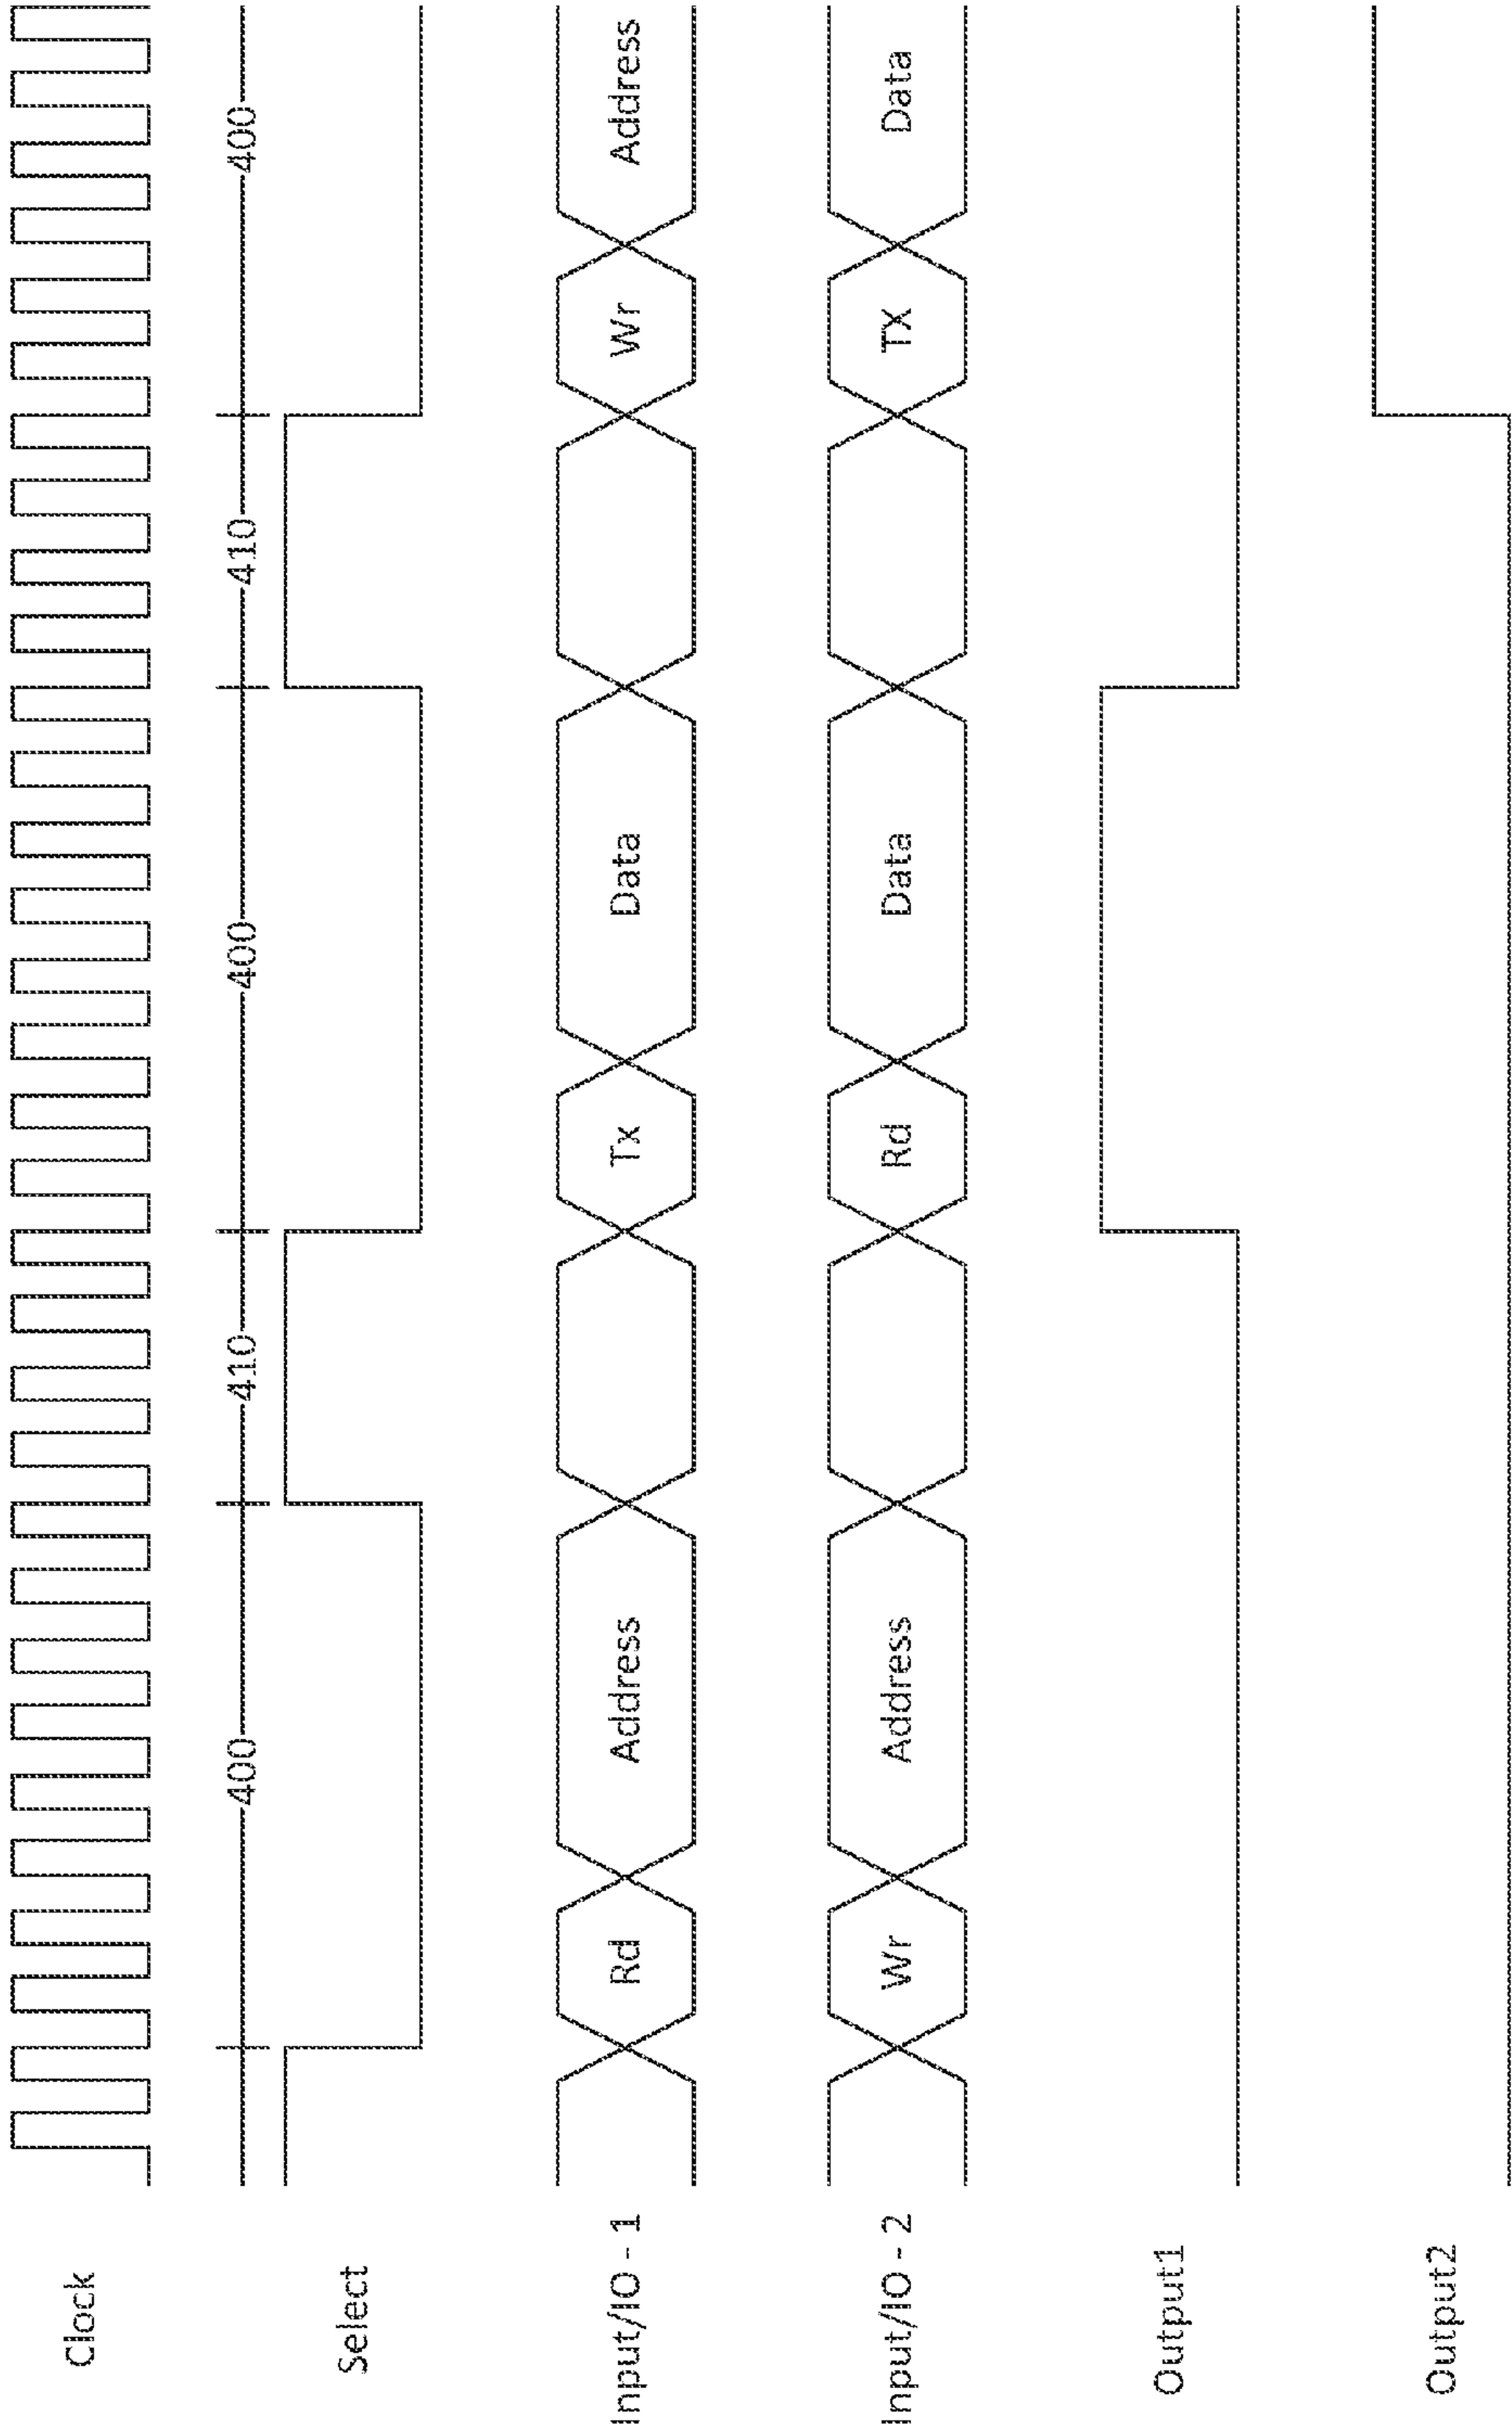 Clock
400
410
400
410
400
Select
Input/IO - 1
Rd
Address
Tx
Data
Wr
Address
Input/IO - 2
Wr
Address
Rd
Data
TX
Data
Output1
Output2